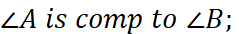 ∠A is comp to ∠B;